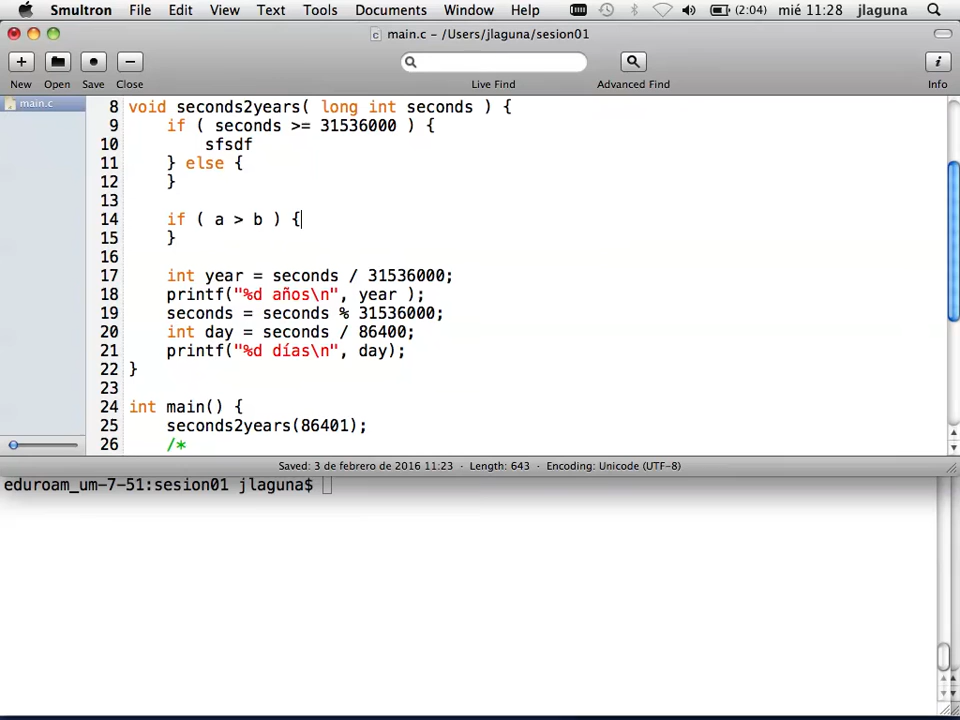 Smultron File Edit View Text Tools Documents Window Help (2:04) mié 11:28 jlaguna
main.c – /Users/jlaguna/sesion01
New Open Save Close Live Find Advanced Find Info
main.c
8 void seconds2years( long int seconds ) {
9 if ( seconds >= 31536000 ) {
10 sfsdf
11 } else {
12 }
13
14 if ( a > b ) {
15 }
16
17 int year = seconds / 31536000;
18 printf("%d años\n", year );
19 seconds = seconds % 31536000;
20 int day = seconds / 86400;
21 printf("%d días\n", day);
22 }
23
24 int main() {
25 seconds2years(86401);
26 /*
Saved: 3 de febrero de 2016 11:23 · Length: 643 · Encoding: Unicode (UTF-8)
eduroam_um-7-51:sesion01 jlaguna$